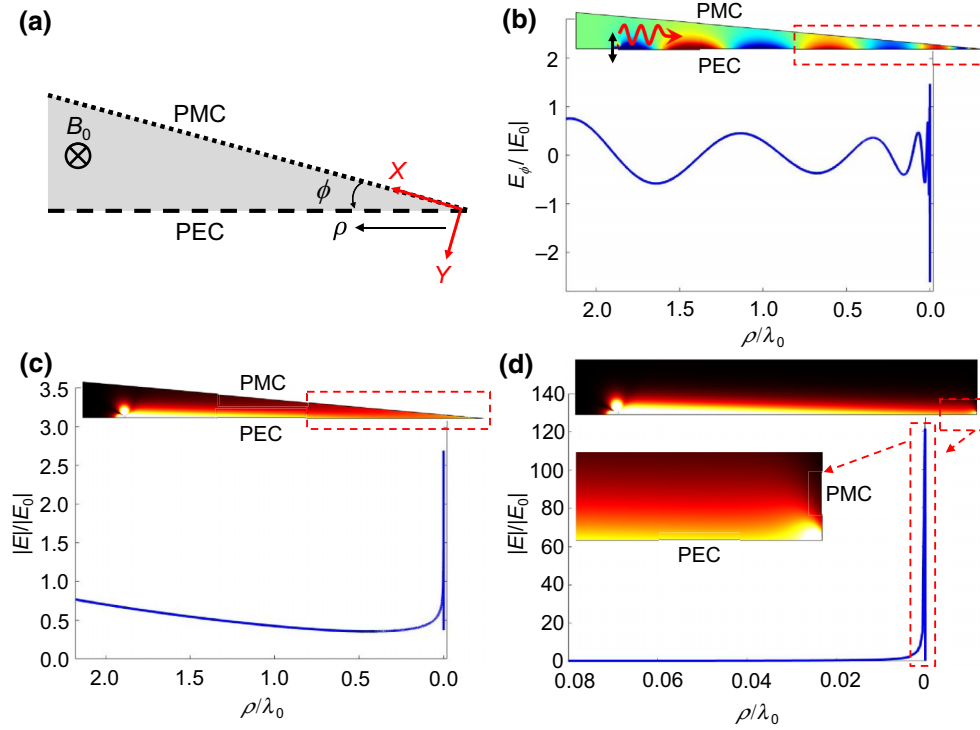 (a)
PMC
B₀
X
ϕ
PEC
ρ
Y
(b)
PMC
PEC
2
1
0
−1
−2
E_ϕ / |E₀|
2.0
1.5
1.0
0.5
0.0
ρ/λ₀
(c)
PMC
PEC
3.5
3.0
2.5
2.0
1.5
1.0
0.5
0.0
|E|/|E₀|
2.0
1.5
1.0
0.5
0.0
ρ/λ₀
(d)
140
120
100
80
60
40
20
0
|E|/|E₀|
PMC
PEC
0.08
0.06
0.04
0.02
0
ρ/λ₀